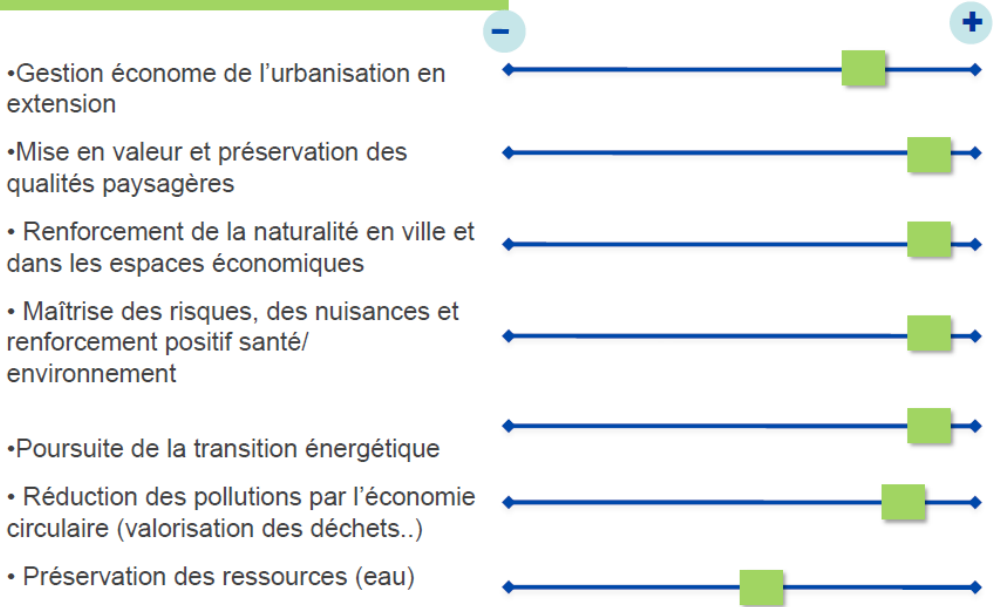 –
+
•Gestion économe de l’urbanisation en
extension
•Mise en valeur et préservation des
qualités paysagères
• Renforcement de la naturalité en ville et
dans les espaces économiques
• Maîtrise des risques, des nuisances et
renforcement positif santé/
environnement
•Poursuite de la transition énergétique
• Réduction des pollutions par l’économie
circulaire (valorisation des déchets..)
• Préservation des ressources (eau)